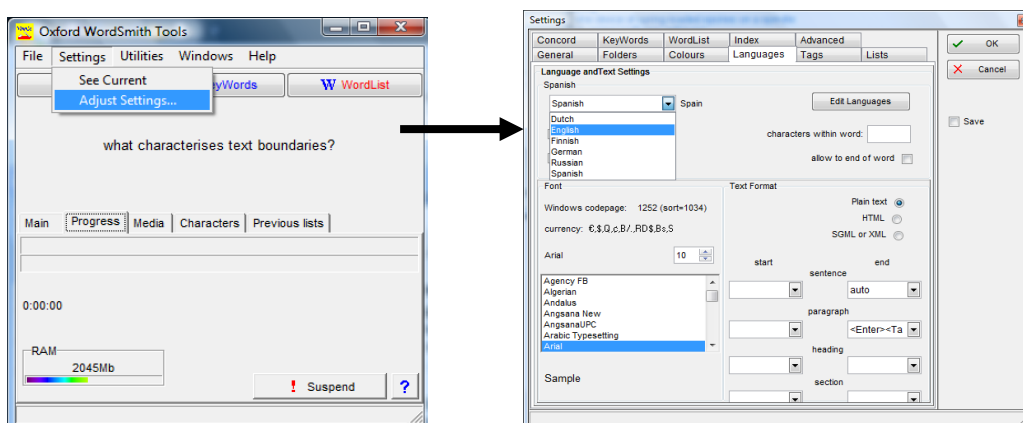 Oxford WordSmith Tools
File Settings Utilities Windows Help
See Current
Adjust Settings...
yWords
W WordList
what characterises text boundaries?
Main Progress Media Characters Previous lists
0:00:00
RAM
2045Mb
! Suspend ?
Settings
Concord KeyWords WordList Index Advanced
General Folders Colours Languages Tags Lists
Language andText Settings
Spanish
Spanish Spain Edit Languages
Dutch
English
Finnish
German
Russian
Spanish
characters within word:
allow to end of word
Font
Windows codepage: 1252 (sort=1034)
currency: €,$,Q,¢,B/.,RD$,Bs,S
Arial 10
Agency FB
Algerian
Andalus
Angsana New
AngsanaUPC
Arabic Typesetting
Arial
Sample
Text Format
Plain text
HTML
SGML or XML
start end
sentence
auto
paragraph
<Enter><Ta
heading
section
OK
Cancel
Save